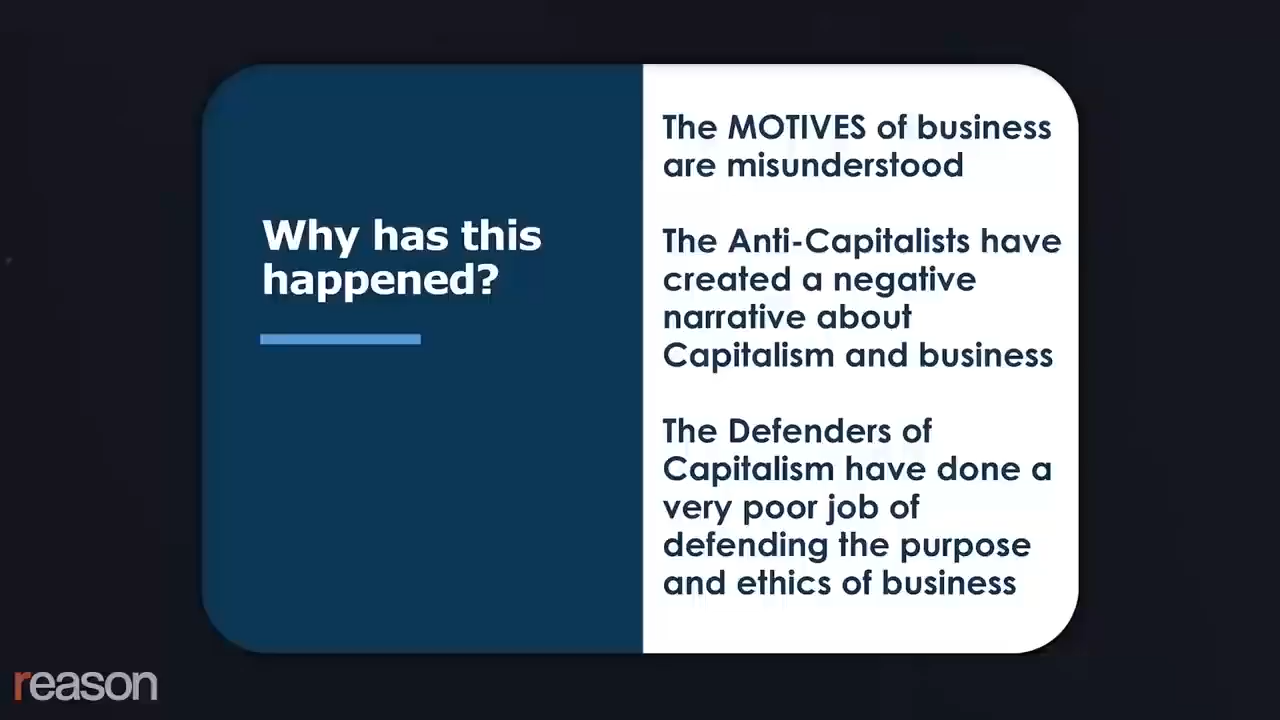 Why has this
happened?
The MOTIVES of business
are misunderstood
The Anti-Capitalists have
created a negative
narrative about
Capitalism and business
The Defenders of
Capitalism have done a
very poor job of
defending the purpose
and ethics of business
reason